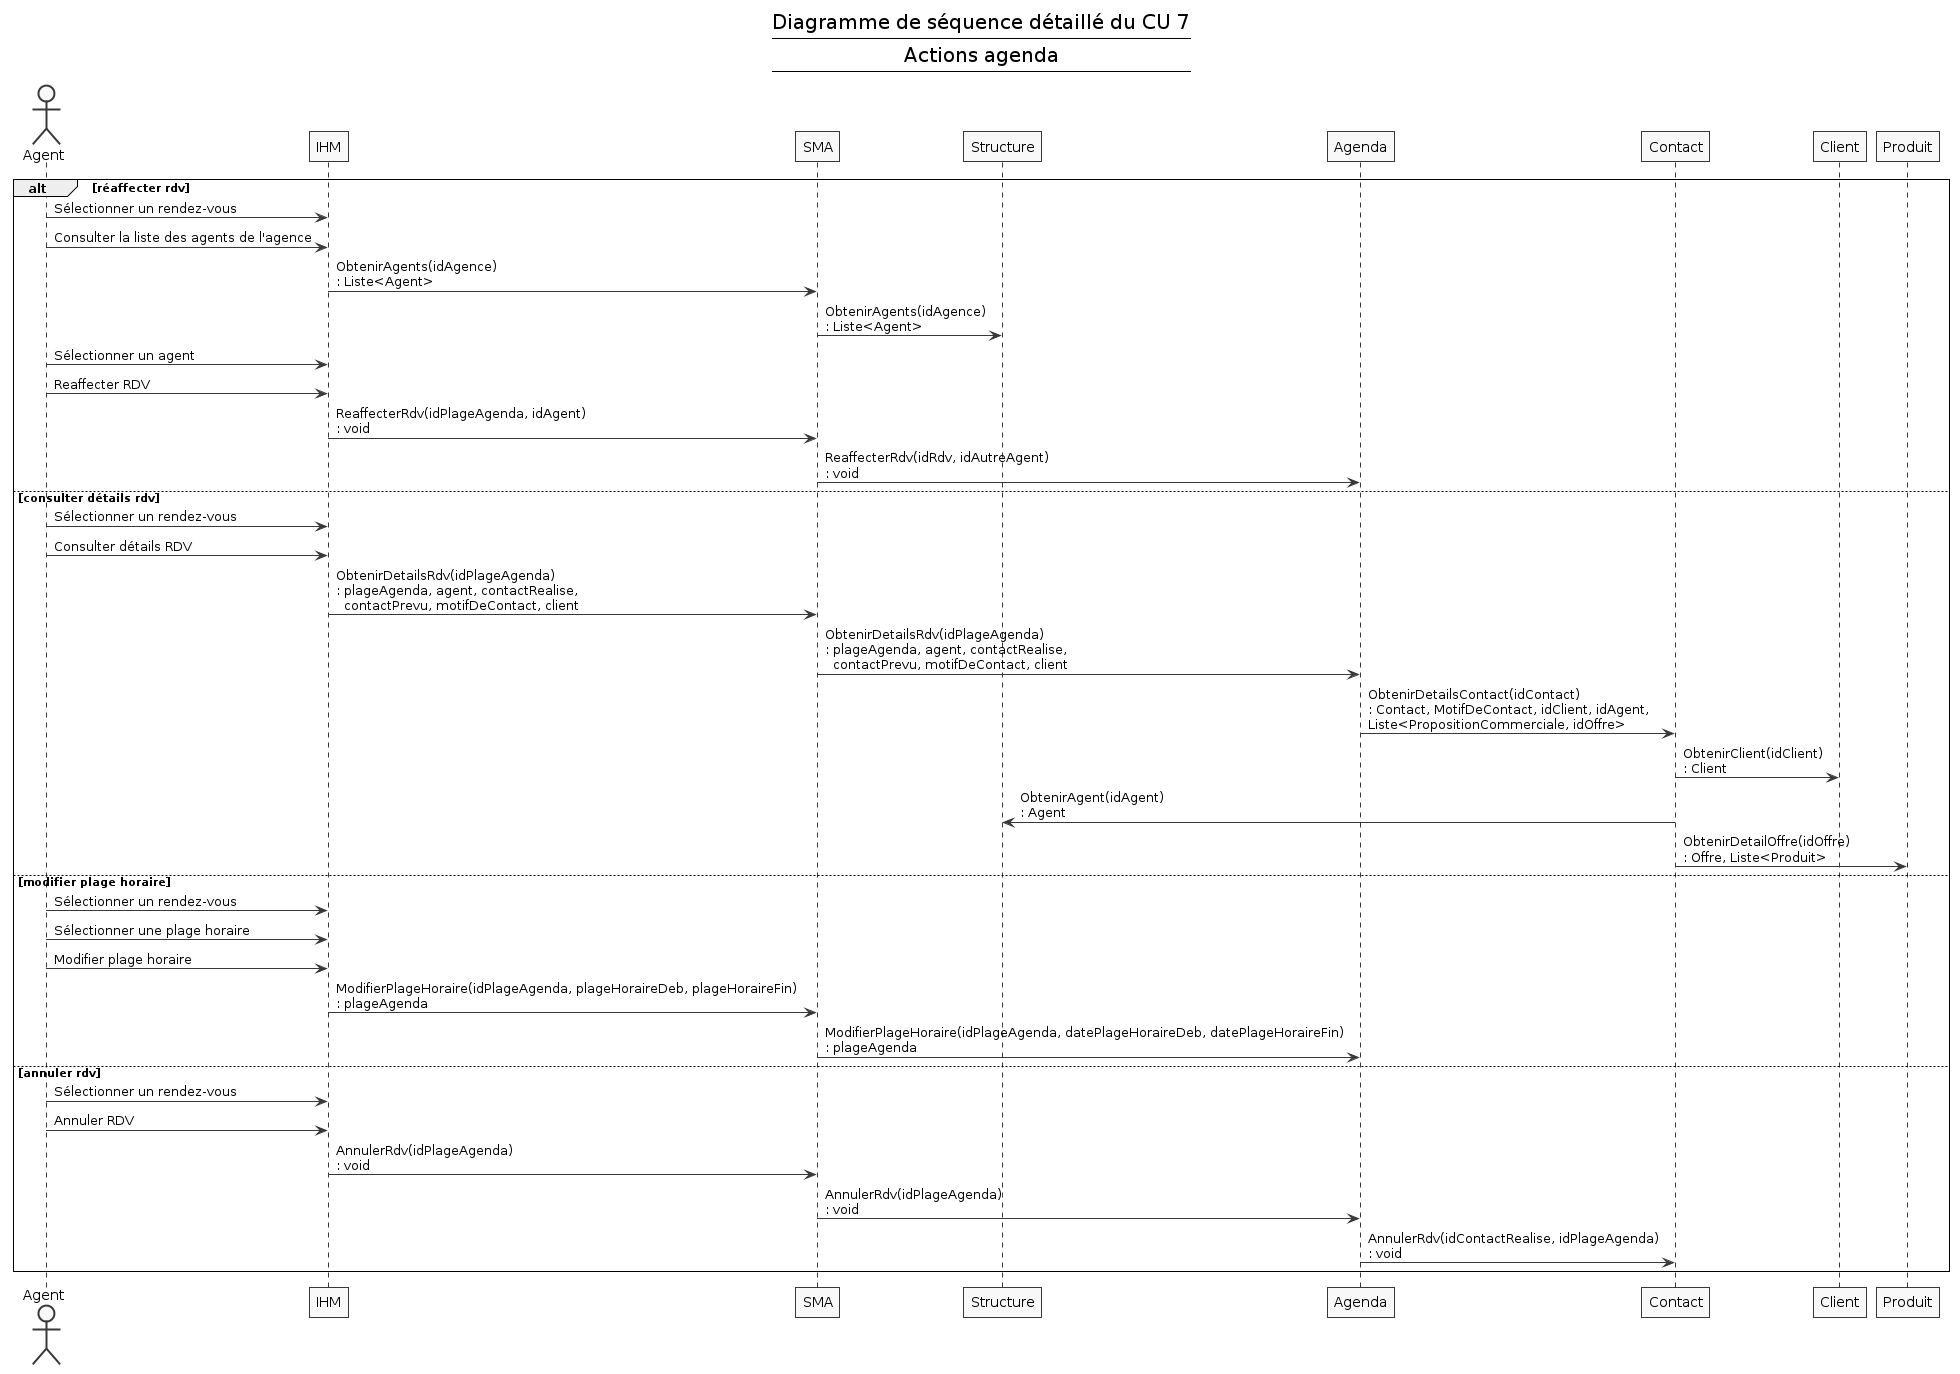 Diagramme de séquence détaillé du CU 7
Actions agenda
Agent
IHM
SMA
Structure
Agenda
Contact
Client
Produit
alt [réaffecter rdv]
Sélectionner un rendez-vous
Consulter la liste des agents de l'agence
ObtenirAgents(idAgence)
: Liste<Agent>
ObtenirAgents(idAgence)
: Liste<Agent>
Sélectionner un agent
Reaffecter RDV
ReaffecterRdv(idPlageAgenda, idAgent)
: void
ReaffecterRdv(idRdv, idAutreAgent)
: void
[consulter détails rdv]
Sélectionner un rendez-vous
Consulter détails RDV
ObtenirDetailsRdv(idPlageAgenda)
: plageAgenda, agent, contactRealise,
contactPrevu, motifDeContact, client
ObtenirDetailsRdv(idPlageAgenda)
: plageAgenda, agent, contactRealise,
contactPrevu, motifDeContact, client
ObtenirDetailsContact(idContact)
: Contact, MotifDeContact, idClient, idAgent,
Liste<PropositionCommerciale, idOffre>
ObtenirClient(idClient)
: Client
ObtenirAgent(idAgent)
: Agent
ObtenirDetailOffre(idOffre)
: Offre, Liste<Produit>
[modifier plage horaire]
Sélectionner un rendez-vous
Sélectionner une plage horaire
Modifier plage horaire
ModifierPlageHoraire(idPlageAgenda, plageHoraireDeb, plageHoraireFin)
: plageAgenda
ModifierPlageHoraire(idPlageAgenda, datePlageHoraireDeb, datePlageHoraireFin)
: plageAgenda
[annuler rdv]
Sélectionner un rendez-vous
Annuler RDV
AnnulerRdv(idPlageAgenda)
: void
AnnulerRdv(idPlageAgenda)
: void
AnnulerRdv(idContactRealise, idPlageAgenda)
: void
Agent
IHM
SMA
Structure
Agenda
Contact
Client
Produit